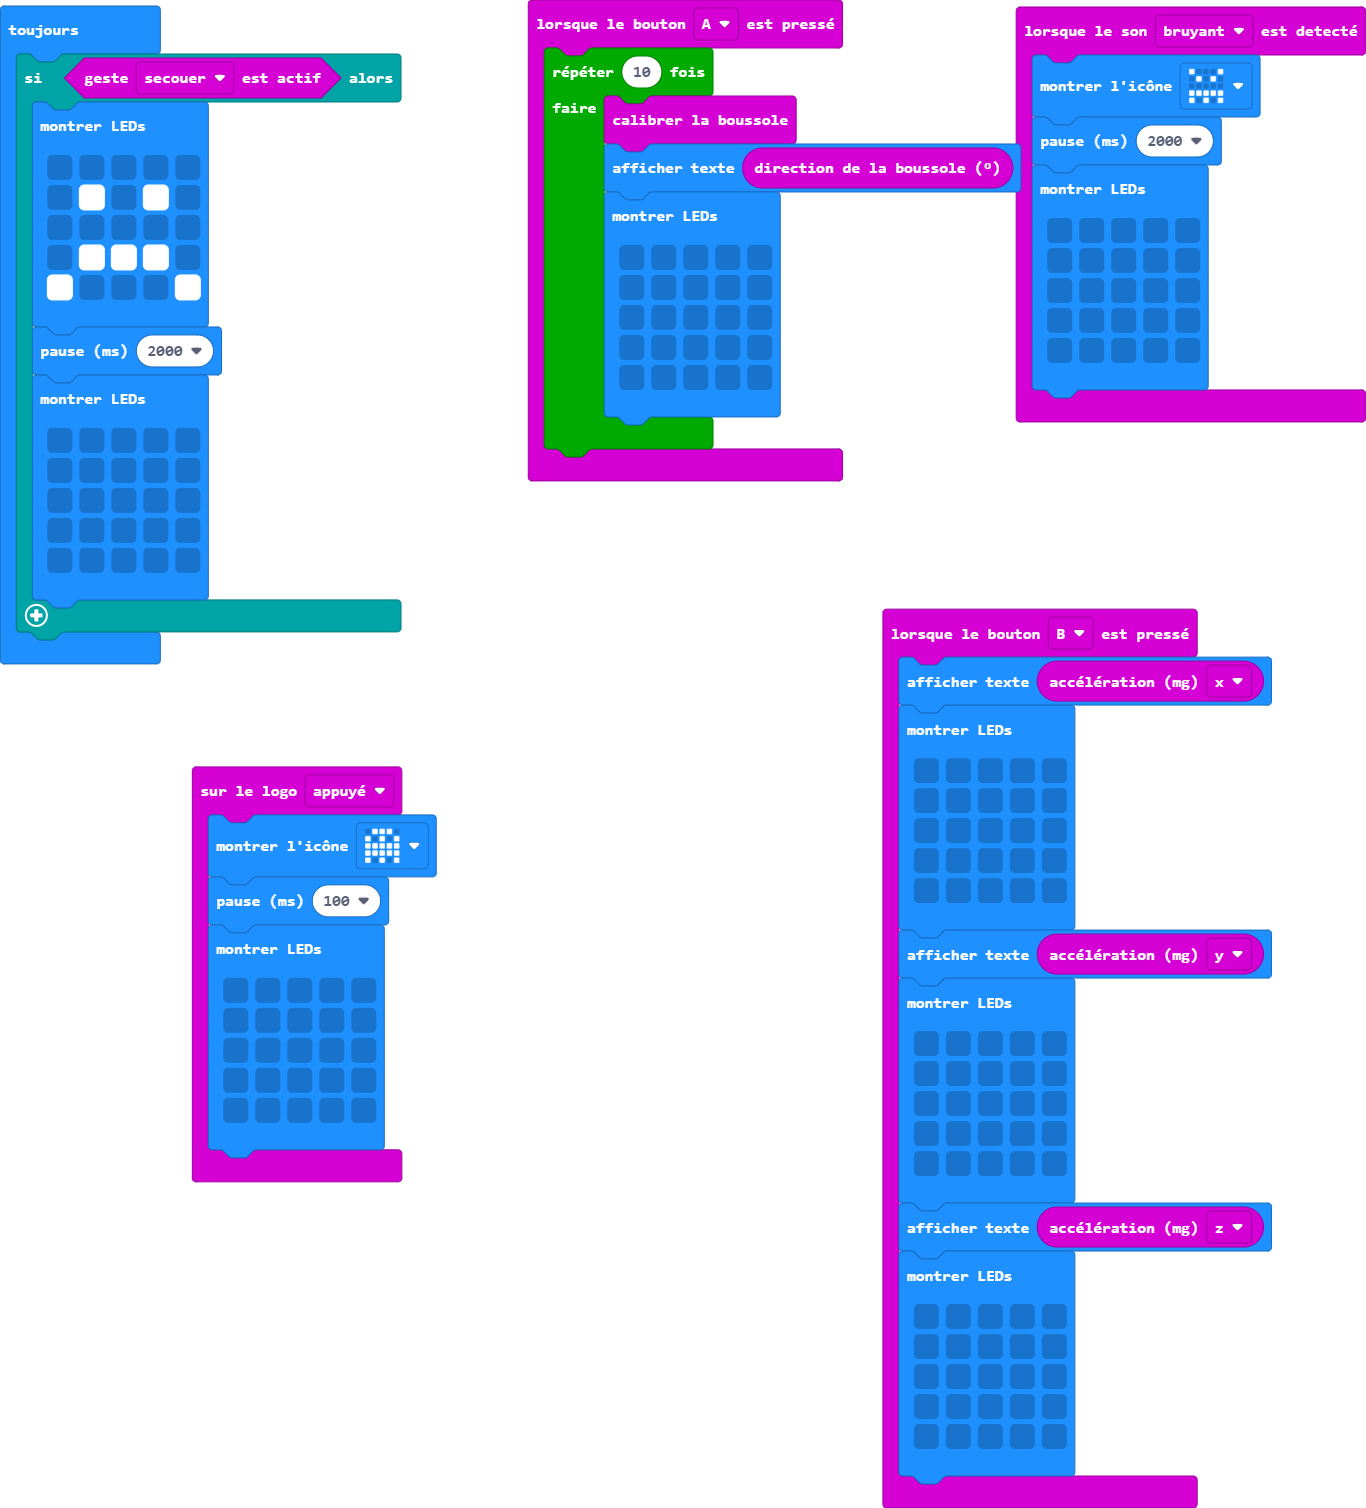 toujours
si geste secouer est actif alors
montrer LEDs
pause (ms) 2000
montrer LEDs
lorsque le bouton A est pressé
répéter 10 fois
faire
calibrer la boussole
afficher texte direction de la boussole (º)
montrer LEDs
lorsque le son bruyant est detecté
montrer l'icône
pause (ms) 2000
montrer LEDs
sur le logo appuyé
montrer l'icône
pause (ms) 100
montrer LEDs
lorsque le bouton B est pressé
afficher texte accélération (mg) x
montrer LEDs
afficher texte accélération (mg) y
montrer LEDs
afficher texte accélération (mg) z
montrer LEDs